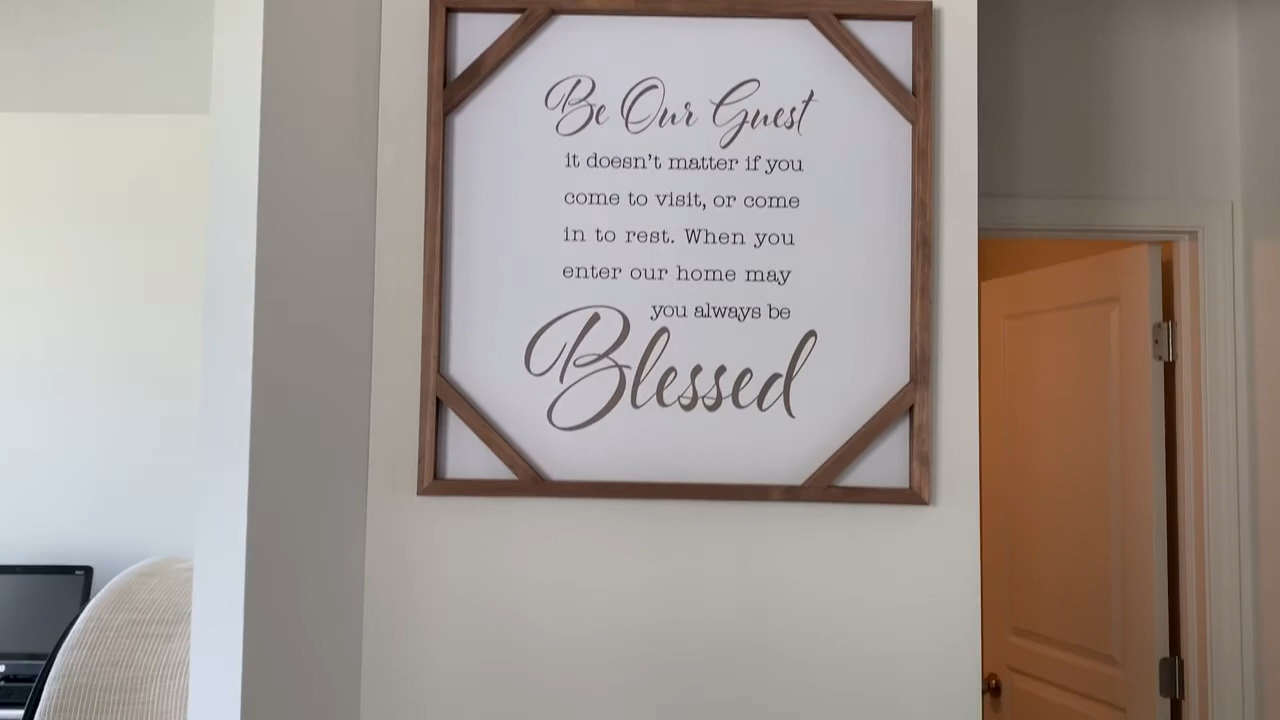 Be Our Guest
it doesn't matter if you
come to visit, or come
in to rest. When you
enter our home may
you always be
Blessed